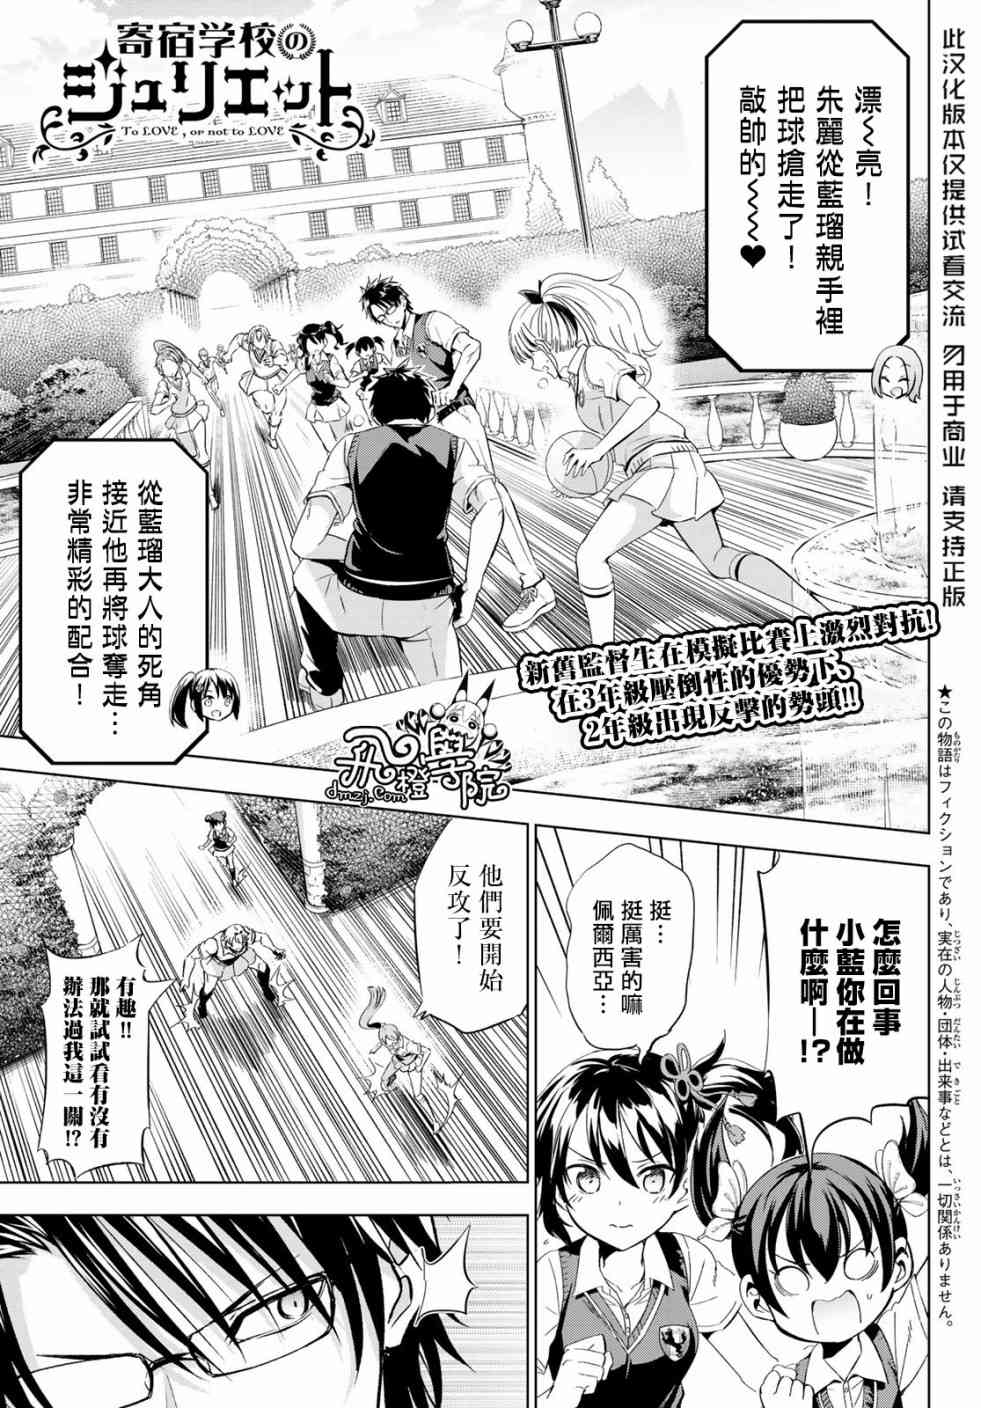 寄宿学校の
ジュリエット
To LOVE , or not to LOVE
漂～亮！
朱麗從藍瑠親手裡
把球搶走了！
敲帥的～～～♥
從藍瑠大人的死角
接近他再將球奪走…
非常精彩的配合！
新舊監督生在模擬比賽上激烈對抗!
在3年級壓倒性的優勢下、
2年級出現反擊的勢頭!!
dmzj.com
怎麼回事
小藍你在做
什麼啊—!?
挺…
挺厲害的嘛
佩爾西亞…
他們要開始
反攻了！
有趣!!
那就試試看有沒有
辦法過我這一關!?
此汉化版本仅提供试看交流 勿用于商业 请支持正版
★この物語はフィクションであり、実在の人物・団体・出来事などとは、一切関係ありません。